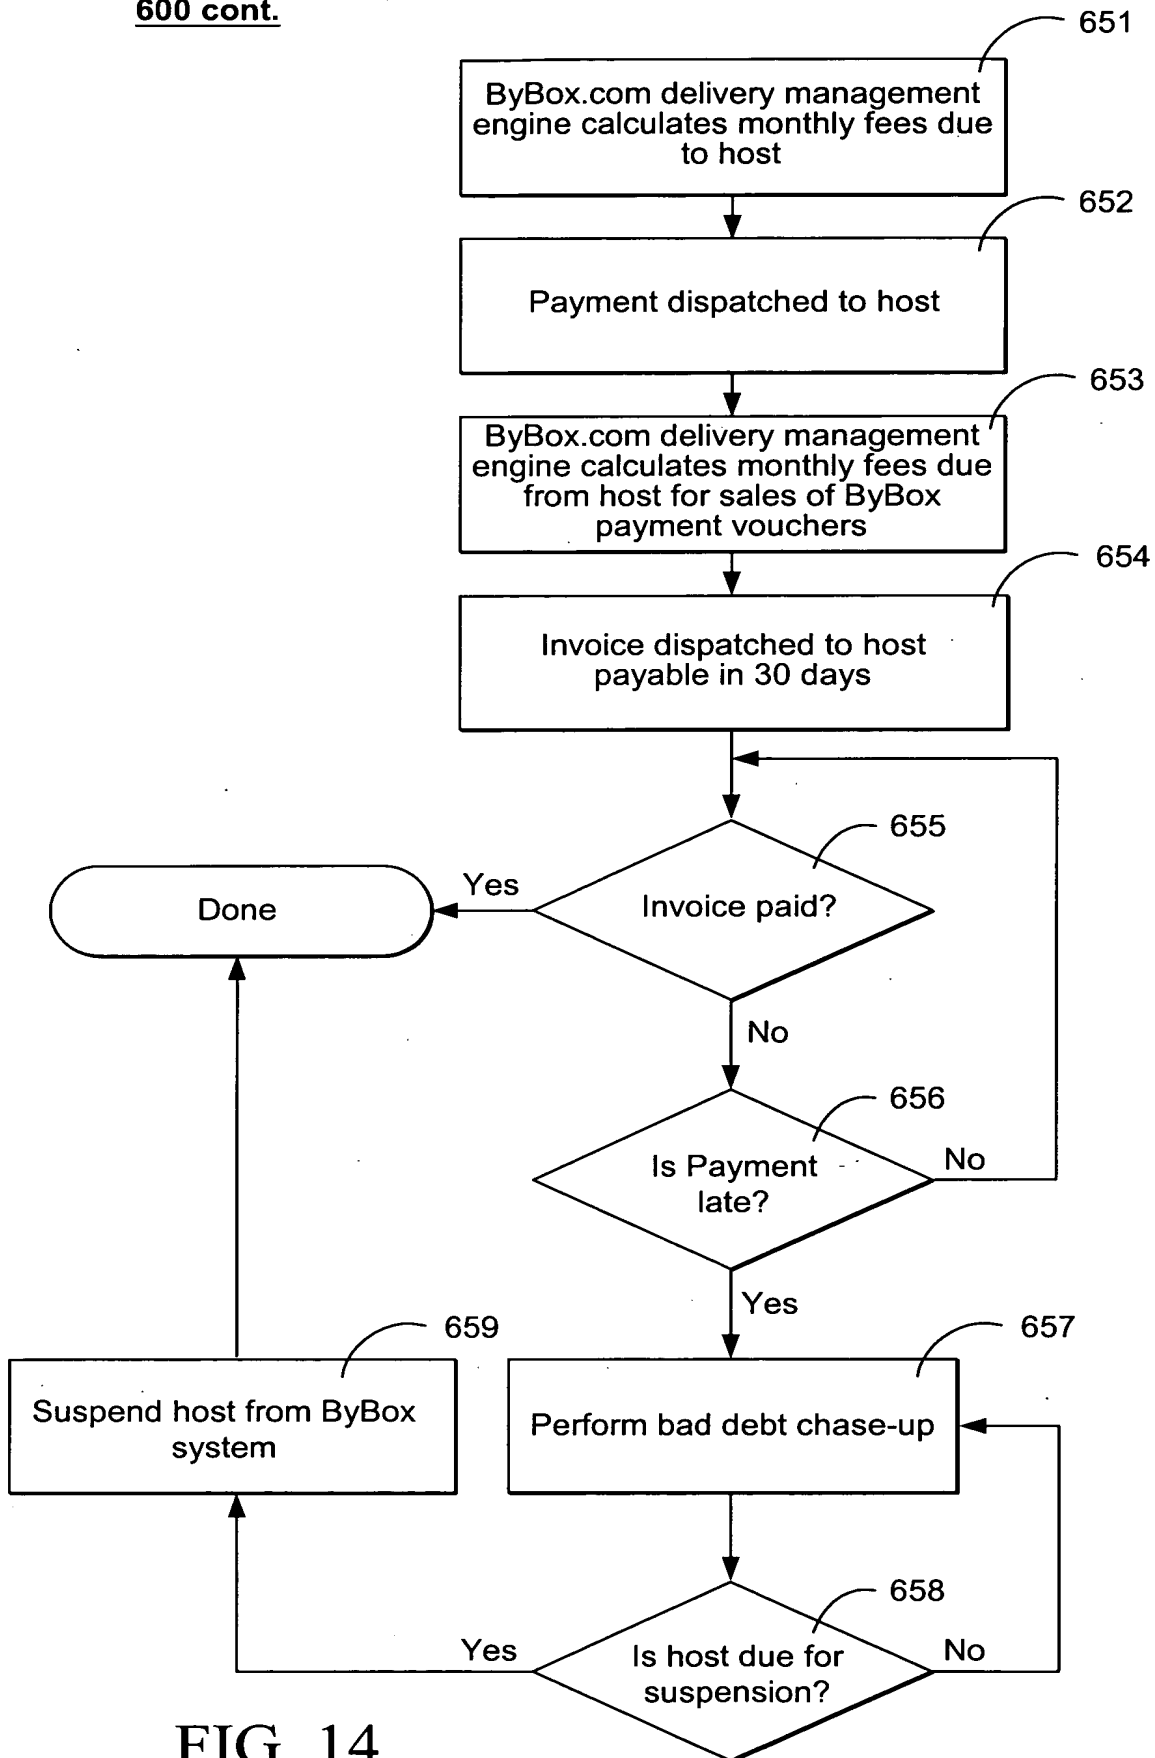 600 cont.
651
ByBox.com delivery management
engine calculates monthly fees due
to host
652
Payment dispatched to host
653
ByBox.com delivery management
engine calculates monthly fees due
from host for sales of ByBox
payment vouchers
654
Invoice dispatched to host
payable in 30 days
655
Invoice paid?
Yes
Done
No
656
Is Payment
late?
No
Yes
659
657
Suspend host from ByBox
system
Perform bad debt chase-up
658
Is host due for
suspension?
Yes
No
FIG. 14